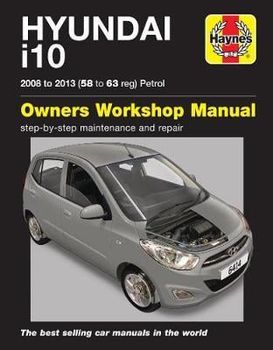 HYUNDAI
i10
Haynes
2008 to 2013 (58 to 63 reg) Petrol
Owners Workshop Manual
step-by-step maintenance and repair
6414
The best selling car manuals in the world